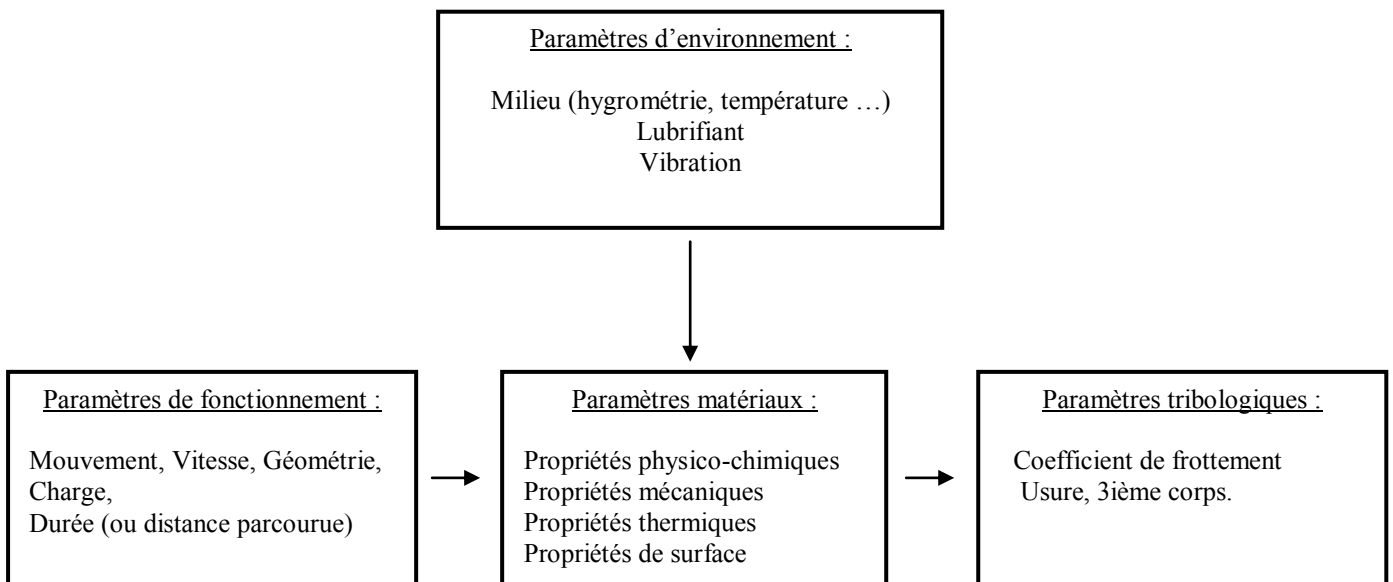 Paramètres d’environnement :
Milieu (hygrométrie, température …)
Lubrifiant
Vibration
Paramètres de fonctionnement :
Mouvement, Vitesse, Géométrie,
Charge,
Durée (ou distance parcourue)
Paramètres matériaux :
Propriétés physico-chimiques
Propriétés mécaniques
Propriétés thermiques
Propriétés de surface
Paramètres tribologiques :
Coefficient de frottement
Usure, 3ième corps.